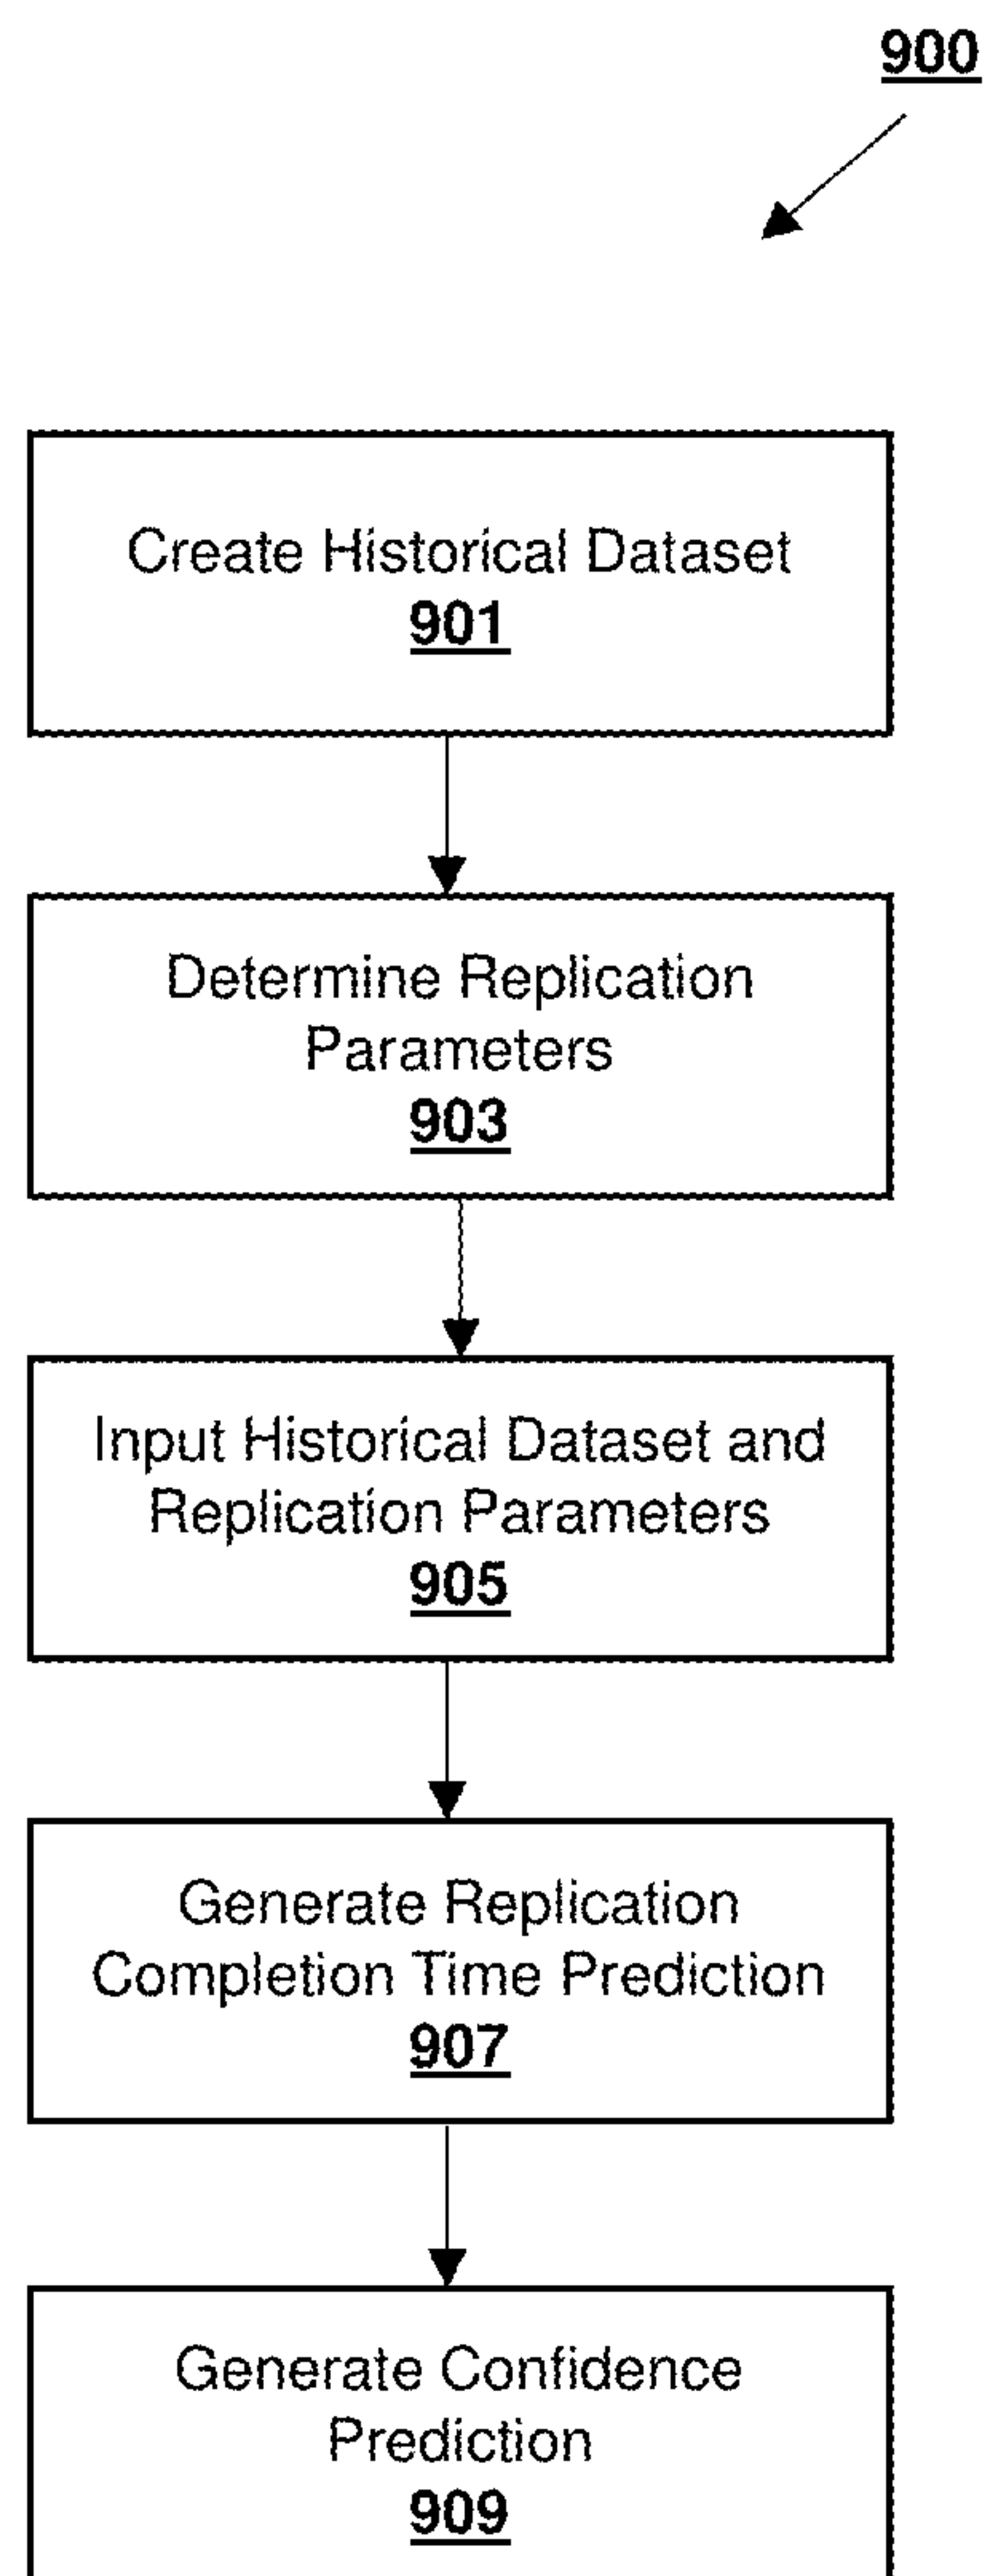 900
Create Historical Dataset
901
Determine Replication
Parameters
903
Input Historical Dataset and
Replication Parameters
905
Generate Replication
Completion Time Prediction
907
Generate Confidence
Prediction
909